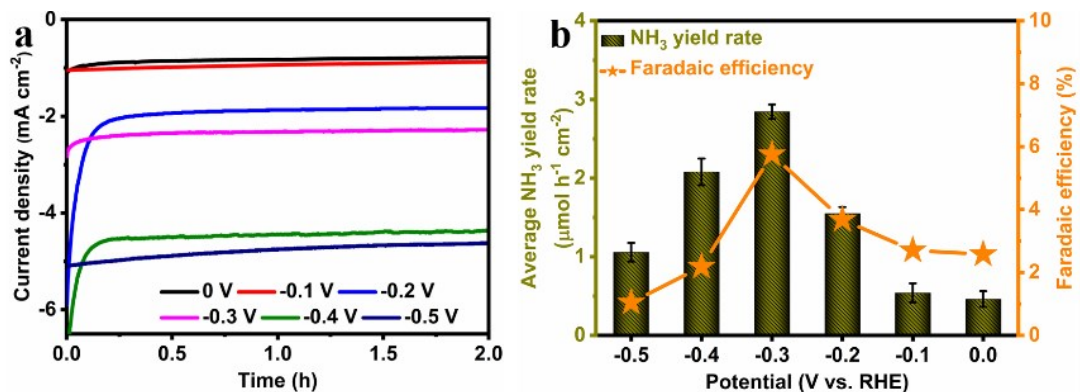 a
Current density (mA cm⁻²)
0
-2
-4
-6
0 V -0.1 V -0.2 V
-0.3 V -0.4 V -0.5 V
0.0 0.5 1.0 1.5 2.0
Time (h)
b
Average NH₃ yield rate
(μmol h⁻¹ cm⁻²)
4
3
2
1
0
NH₃ yield rate
Faradaic efficiency
10
8
6
4
2
0
Faradaic efficiency (%)
-0.5 -0.4 -0.3 -0.2 -0.1 0.0
Potential (V vs. RHE)